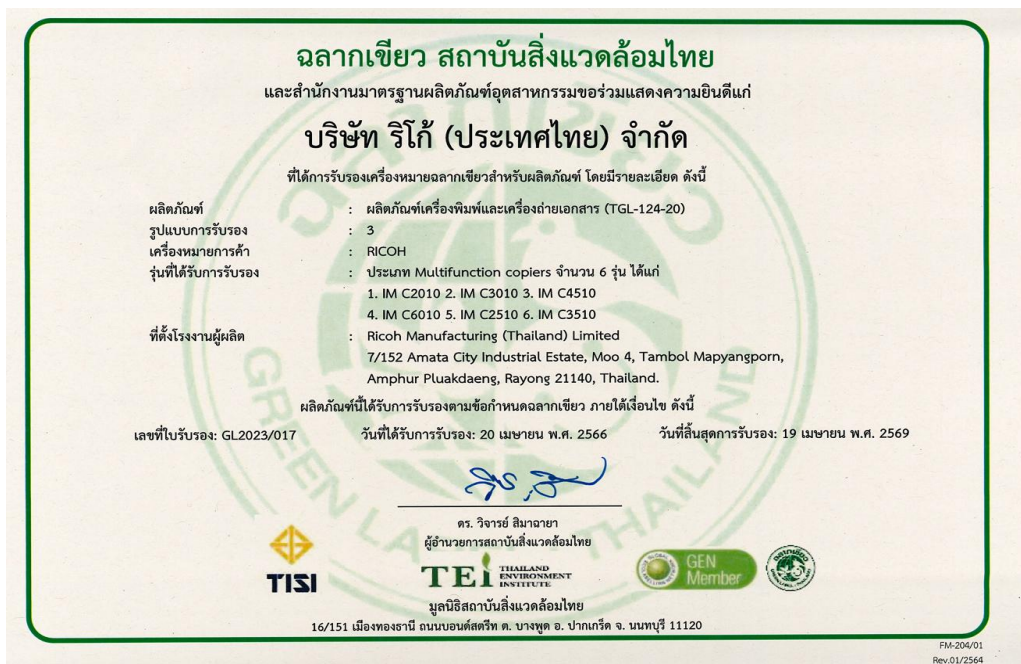 ฉลากเขียว สถาบันสิ่งแวดล้อมไทย
และสำนักงานมาตรฐานผลิตภัณฑ์อุตสาหกรรมขอร่วมแสดงความยินดีแก่
บริษัท ริโก้ (ประเทศไทย) จำกัด
ที่ได้การรับรองเครื่องหมายฉลากเขียวสำหรับผลิตภัณฑ์ โดยมีรายละเอียด ดังนี้
ผลิตภัณฑ์ : ผลิตภัณฑ์เครื่องพิมพ์และเครื่องถ่ายเอกสาร (TGL-124-20)
รูปแบบการรับรอง : 3
เครื่องหมายการค้า : RICOH
รุ่นที่ได้รับการรับรอง : ประเภท Multifunction copiers จำนวน 6 รุ่น ได้แก่
1. IM C2010 2. IM C3010 3. IM C4510
4. IM C6010 5. IM C2510 6. IM C3510
ที่ตั้งโรงงานผู้ผลิต : Ricoh Manufacturing (Thailand) Limited
7/152 Amata City Industrial Estate, Moo 4, Tambol Mapyangporn,
Amphur Pluakdaeng, Rayong 21140, Thailand.
ผลิตภัณฑ์นี้ได้รับการรับรองตามข้อกำหนดฉลากเขียว ภายใต้เงื่อนไข ดังนี้
เลขที่ใบรับรอง: GL2023/017 วันที่ได้รับการรับรอง: 20 เมษายน พ.ศ. 2566 วันที่สิ้นสุดการรับรอง: 19 เมษายน พ.ศ. 2569
ดร. วิจารย์ สิมาฉายา
ผู้อำนวยการสถาบันสิ่งแวดล้อมไทย
TISI
TEI THAILAND
ENVIRONMENT
INSTITUTE
GEN
Member
มูลนิธิสถาบันสิ่งแวดล้อมไทย
16/151 เมืองทองธานี ถนนบอนด์สตรีท ต. บางพูด อ. ปากเกร็ด จ. นนทบุรี 11120
FM-204/01
Rev.01/2564
ฉลากเขียว
GREEN LABEL : THAILAND